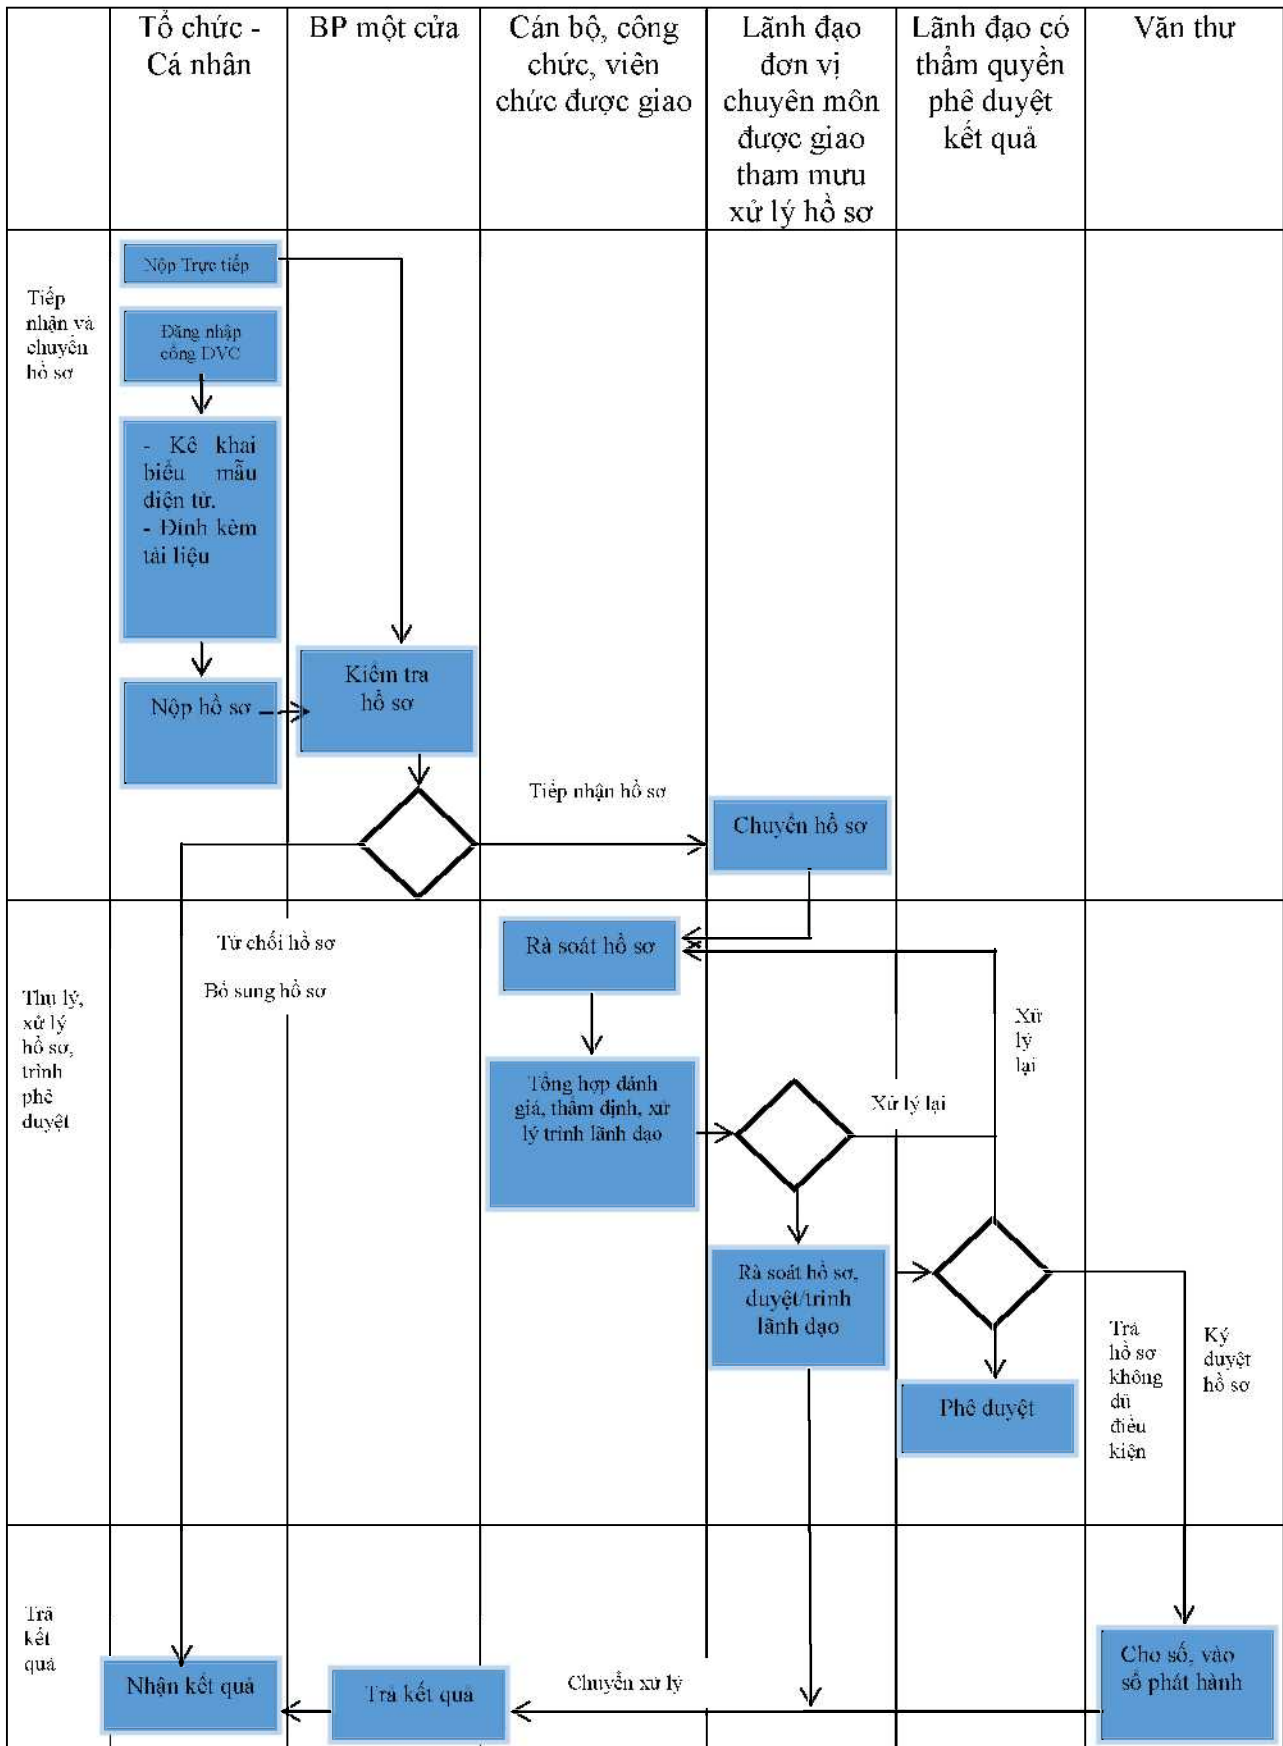 Tổ chức -
Cá nhân
BP một cửa
Cán bộ, công
chức, viên
chức được giao
Lãnh đạo
đơn vị
chuyên môn
được giao
tham mưu
xử lý hồ sơ
Lãnh đạo có
thẩm quyền
phê duyệt
kết quả
Văn thư
Tiếp
nhận và
chuyển
hồ sơ
Nộp Trực tiếp
Đăng nhập
cổng DVC
- Kê khai
biểu mẫu
điện tử.
- Đính kèm
tài liệu
Nộp hồ sơ
Kiểm tra
hồ sơ
Tiếp nhận hồ sơ
Chuyển hồ sơ
Thụ lý,
xử lý
hồ sơ,
trình
phê
duyệt
Từ chối hồ sơ
Bổ sung hồ sơ
Rà soát hồ sơ
Tổng hợp đánh
giá, thẩm định, xử
lý trình lãnh đạo
Xử lý lại
Xử
lý
lại
Rà soát hồ sơ,
duyệt/trình
lãnh đạo
Phê duyệt
Trả
hồ sơ
không
đủ
điều
kiện
Ký
duyệt
hồ sơ
Trả
kết
quả
Nhận kết quả
Trả kết quả
Chuyển xử lý
Cho số, vào
số phát hành